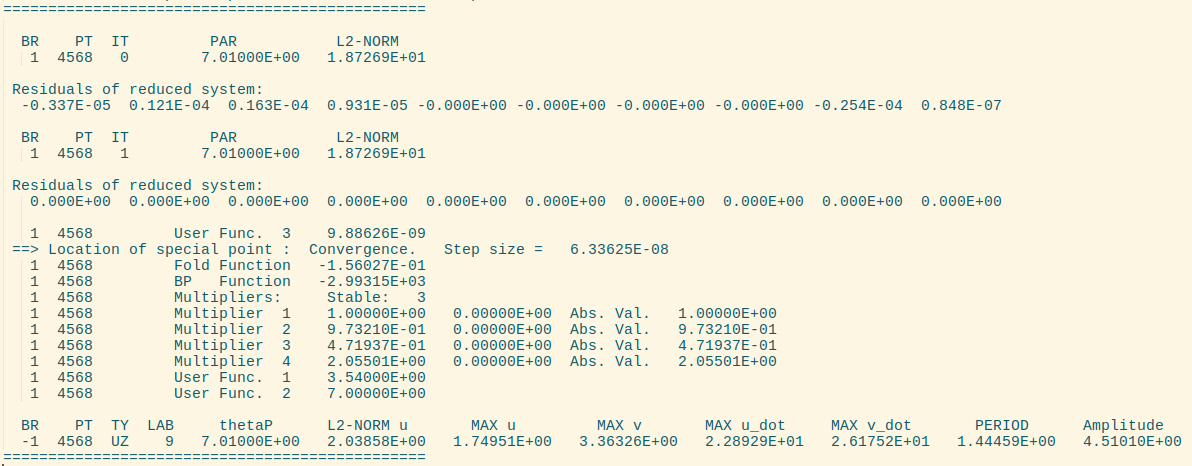 ===============================================
BR PT IT PAR L2-NORM
1 4568 0 7.01000E+00 1.87269E+01
Residuals of reduced system:
-0.337E-05 0.121E-04 0.163E-04 0.931E-05 -0.000E+00 -0.000E+00 -0.000E+00 -0.000E+00 -0.254E-04 0.848E-07
BR PT IT PAR L2-NORM
1 4568 1 7.01000E+00 1.87269E+01
Residuals of reduced system:
0.000E+00 0.000E+00 0.000E+00 0.000E+00 0.000E+00 0.000E+00 0.000E+00 0.000E+00 0.000E+00 0.000E+00
1 4568 User Func. 3 9.88626E-09
==> Location of special point : Convergence. Step size = 6.33625E-08
1 4568 Fold Function -1.56027E-01
1 4568 BP Function -2.99315E+03
1 4568 Multipliers: Stable: 3
1 4568 Multiplier 1 1.00000E+00 0.00000E+00 Abs. Val. 1.00000E+00
1 4568 Multiplier 2 9.73210E-01 0.00000E+00 Abs. Val. 9.73210E-01
1 4568 Multiplier 3 4.71937E-01 0.00000E+00 Abs. Val. 4.71937E-01
1 4568 Multiplier 4 2.05501E+00 0.00000E+00 Abs. Val. 2.05501E+00
1 4568 User Func. 1 3.54000E+00
1 4568 User Func. 2 7.00000E+00
BR PT TY LAB thetaP L2-NORM u MAX u MAX v MAX u_dot MAX v_dot PERIOD Amplitude
-1 4568 UZ 9 7.01000E+00 2.03858E+01 1.74951E+00 3.36326E+00 2.28929E+01 2.61752E+01 1.44459E+00 4.51010E+00
===============================================